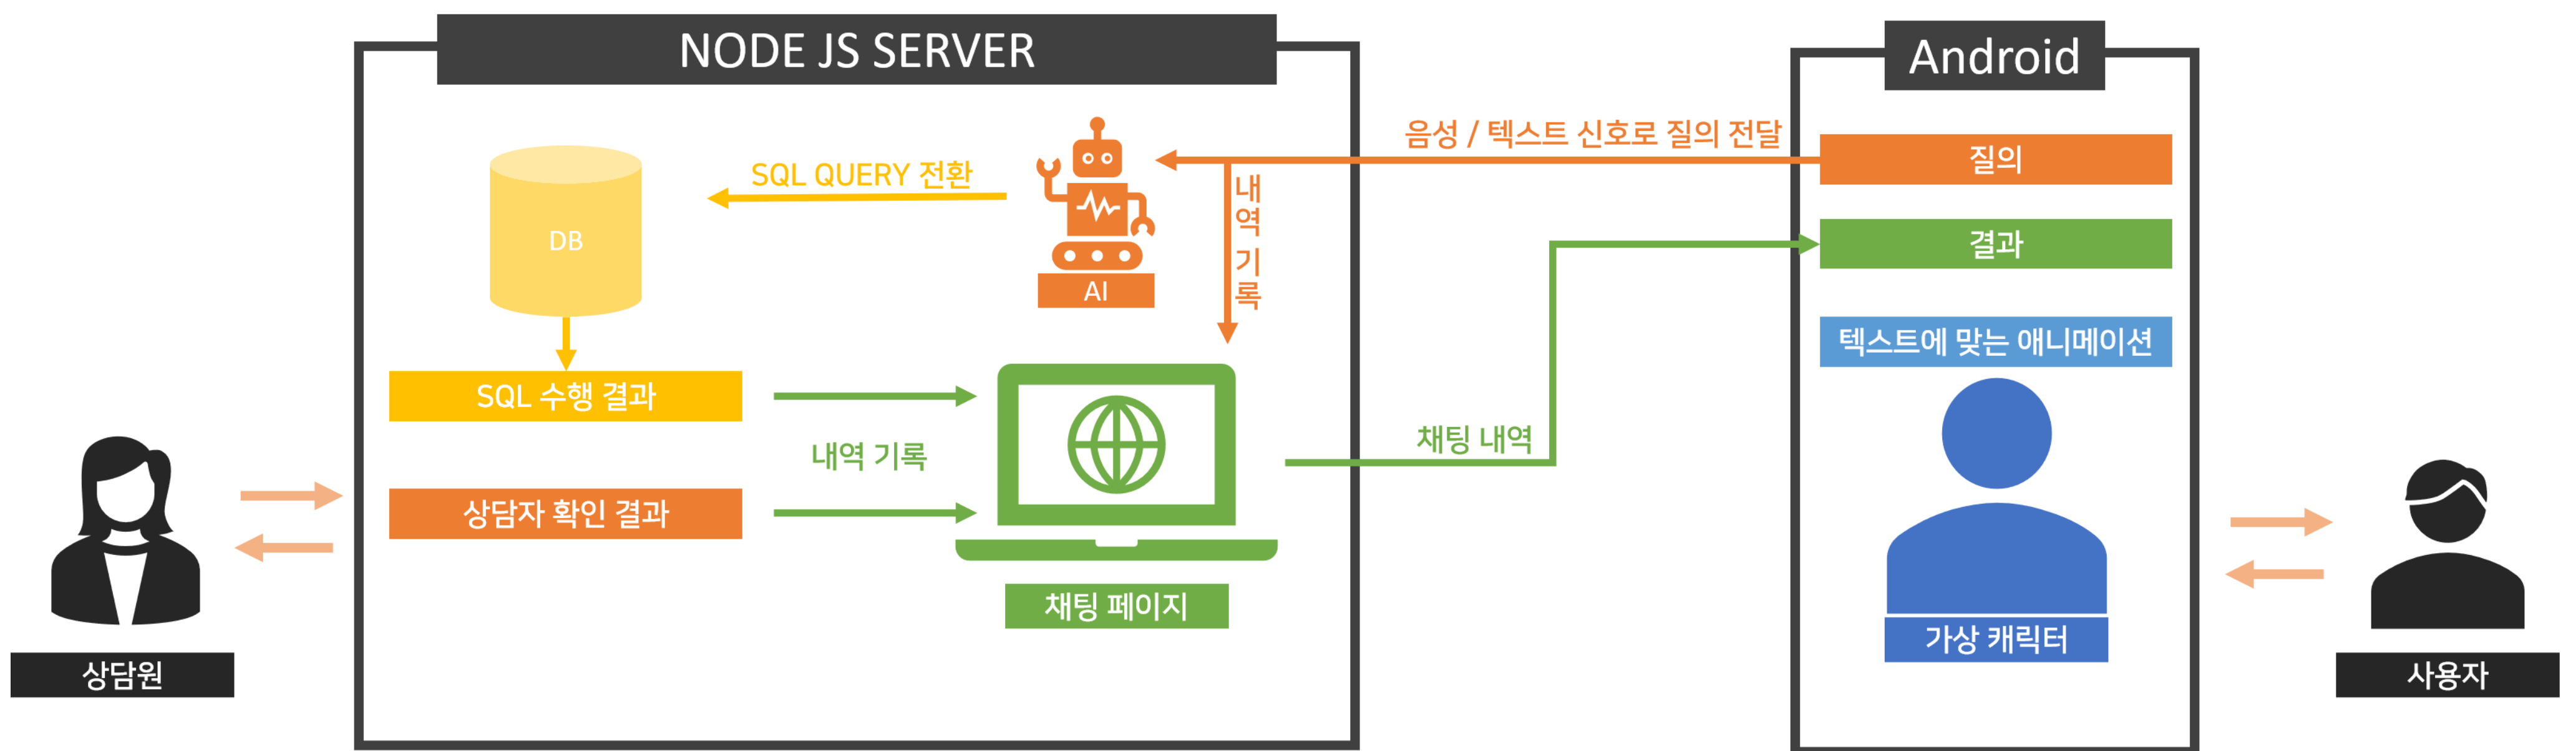 NODE JS SERVER
Android
음성 / 텍스트 신호로 질의 전달
질의
SQL QUERY 전환
내역 기록
DB
결과
AI
텍스트에 맞는 애니메이션
SQL 수행 결과
내역 기록
채팅 내역
상담자 확인 결과
채팅 페이지
가상 캐릭터
상담원
사용자